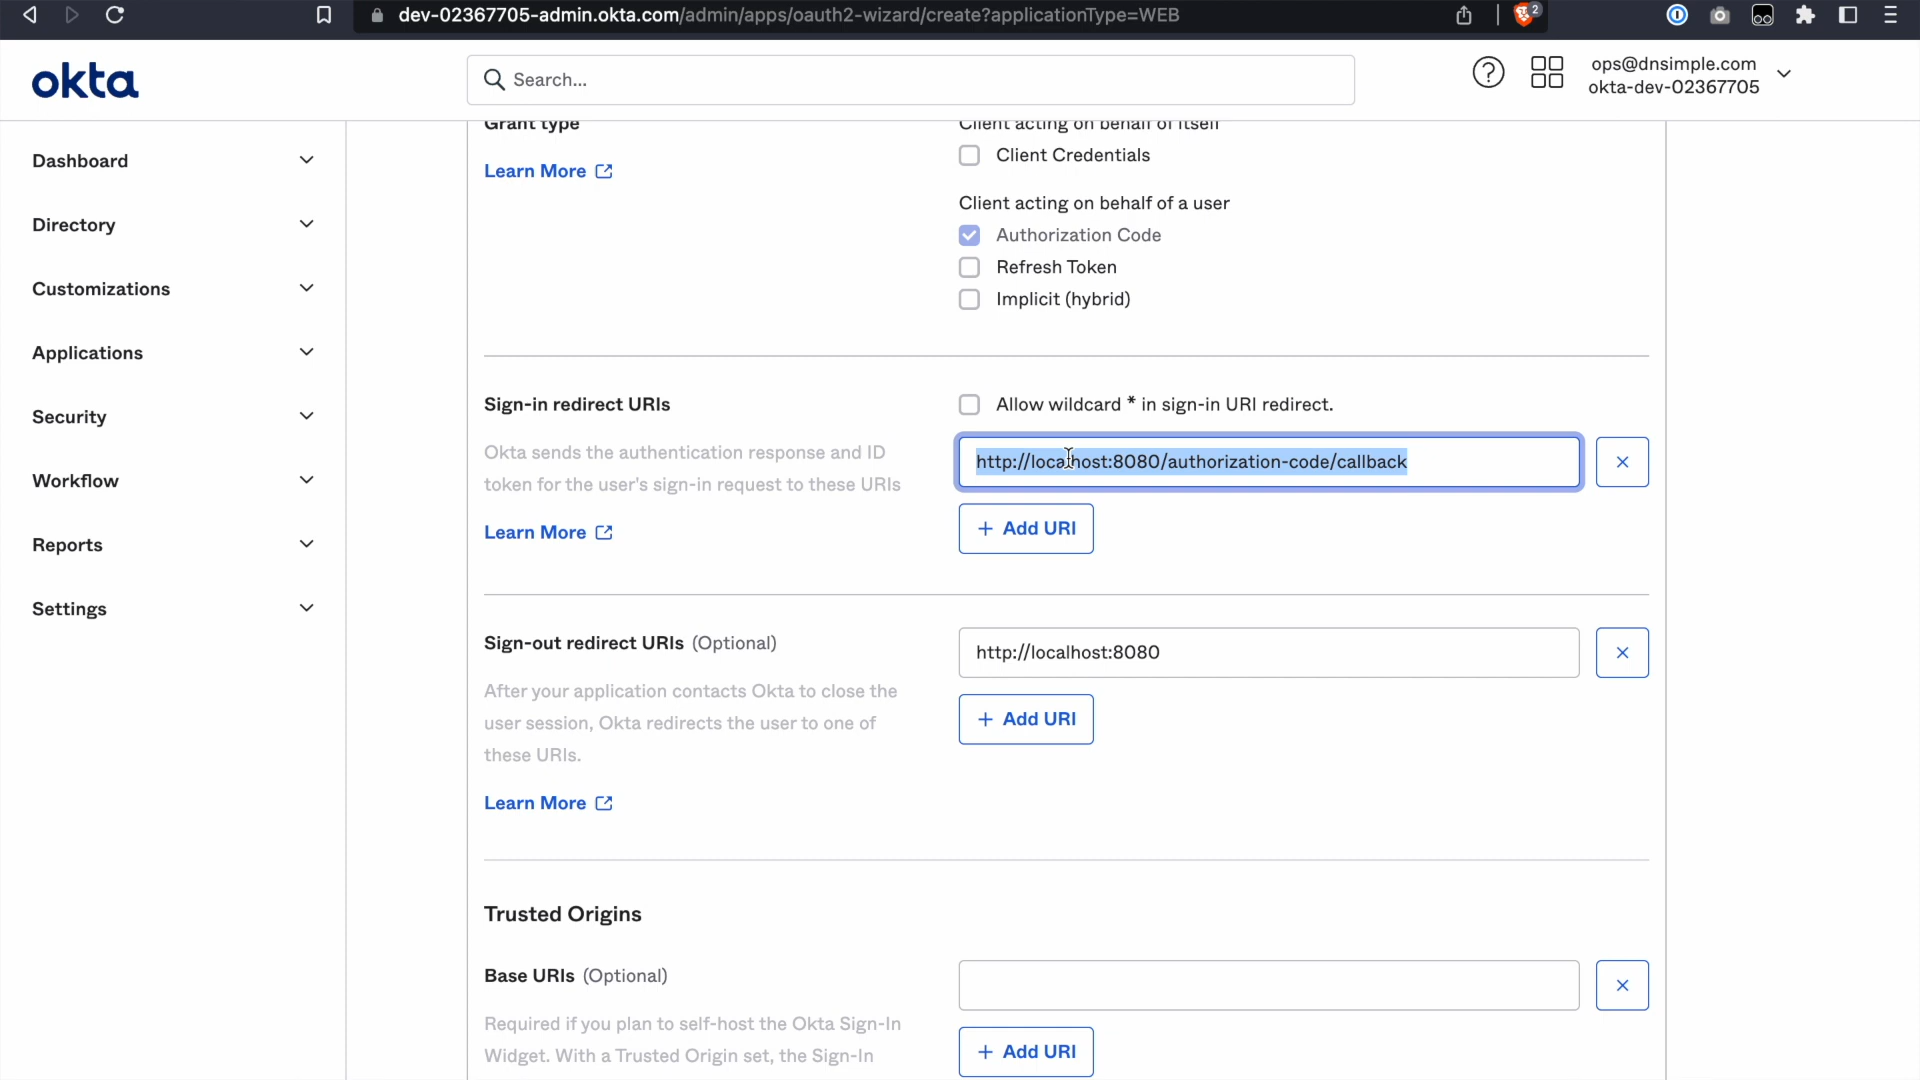 dev-02367705-admin.okta.com/admin/apps/oauth2-wizard/create?applicationType=WEB
2
okta
Search...
ops@dnsimple.com
okta-dev-02367705
Dashboard
Directory
Customizations
Applications
Security
Workflow
Reports
Settings
Grant type
Learn More
Client acting on behalf of itself
Client Credentials
Client acting on behalf of a user
Authorization Code
Refresh Token
Implicit (hybrid)
Sign-in redirect URIs
Okta sends the authentication response and ID
token for the user's sign-in request to these URIs
Learn More
Allow wildcard * in sign-in URI redirect.
http://localhost:8080/authorization-code/callback
+ Add URI
Sign-out redirect URIs (Optional)
After your application contacts Okta to close the
user session, Okta redirects the user to one of
these URIs.
Learn More
http://localhost:8080
+ Add URI
Trusted Origins
Base URIs (Optional)
Required if you plan to self-host the Okta Sign-In
Widget. With a Trusted Origin set, the Sign-In
+ Add URI